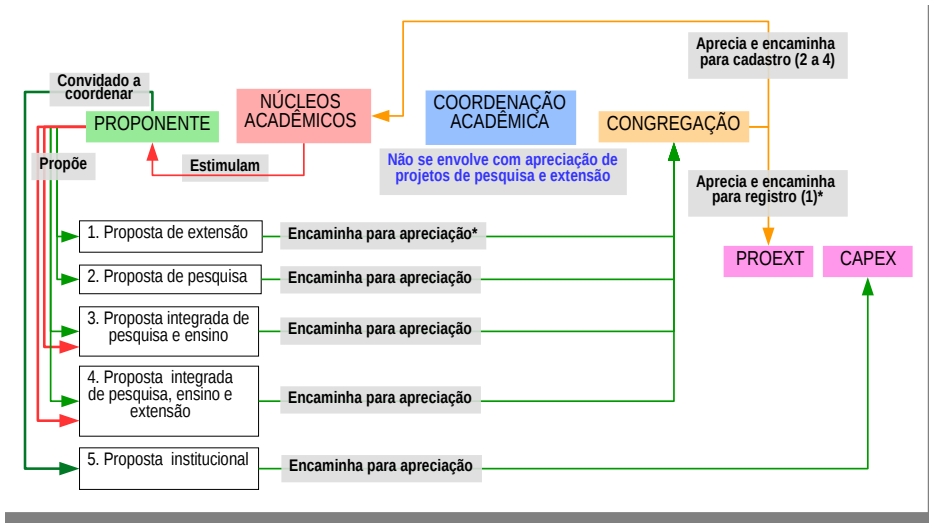 Aprecia e encaminha
para cadastro (2 a 4)
Convidado a
coordenar
NÚCLEOS
ACADÊMICOS
COORDENAÇÃO
ACADÊMICA
PROPONENTE
CONGREGAÇÃO
Propõe
Estimulam
Não se envolve com apreciação de
projetos de pesquisa e extensão
Aprecia e encaminha
para registro (1)*
1. Proposta de extensão
Encaminha para apreciação*
PROEXT
CAPEX
2. Proposta de pesquisa
Encaminha para apreciação
3. Proposta integrada de
pesquisa e ensino
Encaminha para apreciação
4. Proposta integrada
de pesquisa, ensino e
extensão
Encaminha para apreciação
5. Proposta institucional
Encaminha para apreciação